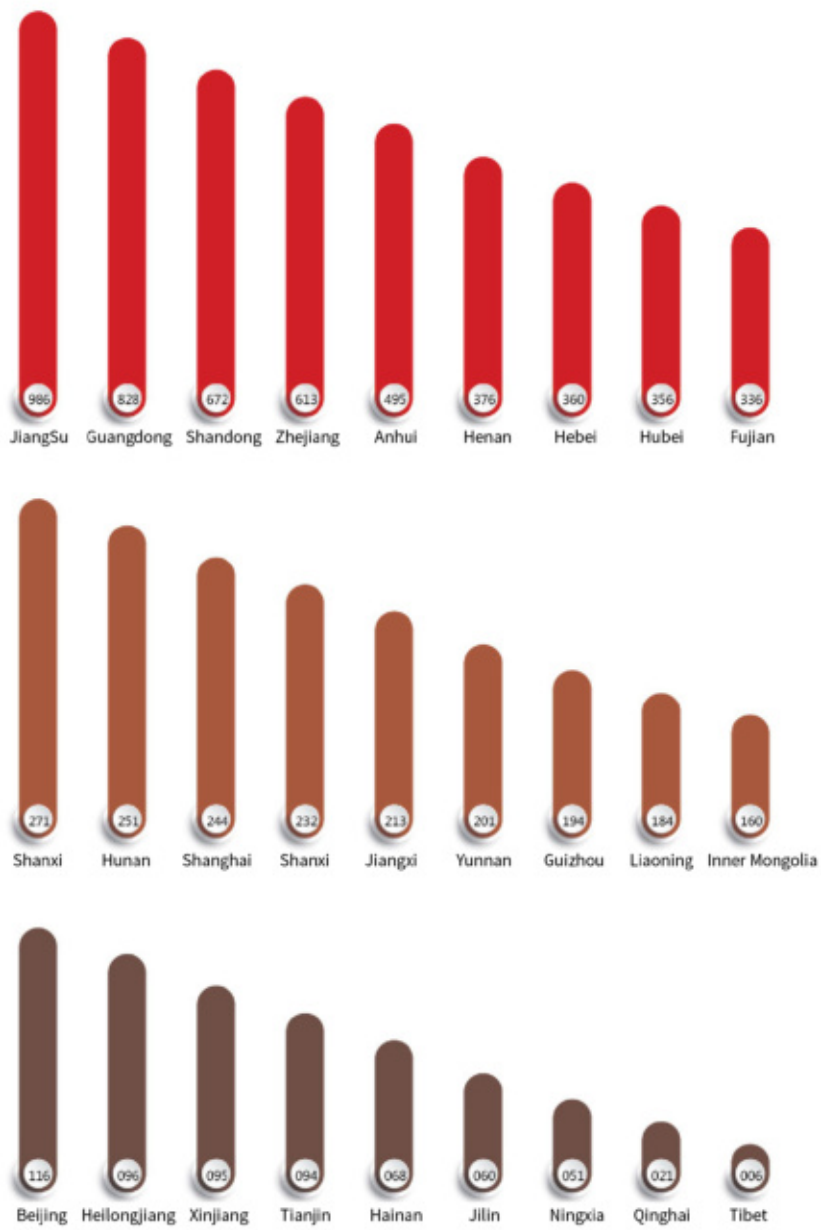 986 828 672 613 495 376 360 356 336
JiangSu Guangdong Shandong Zhejiang Anhui Henan Hebei Hubei Fujian
271 251 244 232 213 201 194 184 160
Shanxi Hunan Shanghai Shanxi Jiangxi Yunnan Guizhou Liaoning Inner Mongolia
116 096 095 094 068 060 051 021 006
Beijing Heilongjiang Xinjiang Tianjin Hainan Jilin Ningxia Qinghai Tibet